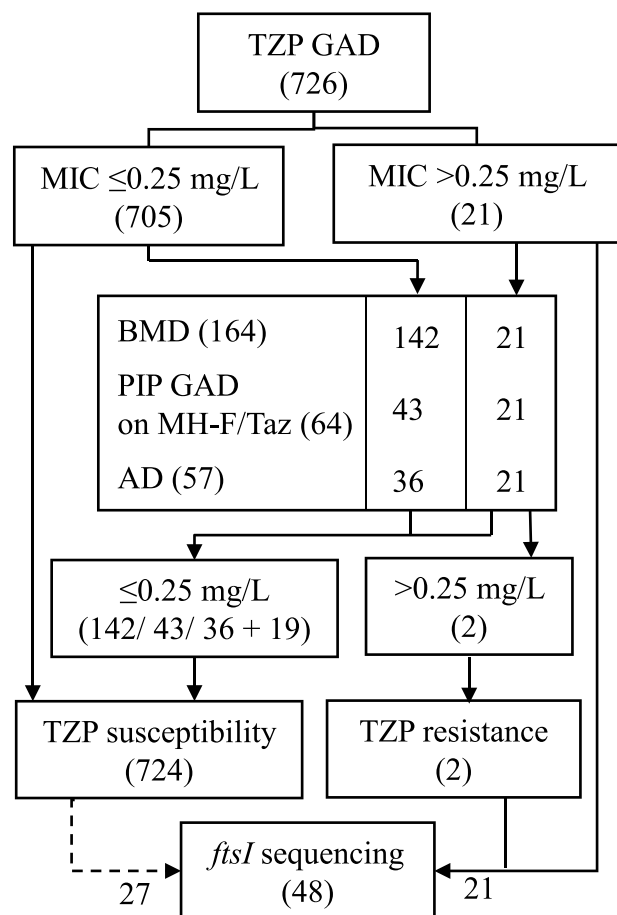 TZP GAD
(726)
MIC ≤0.25 mg/L
(705)
MIC >0.25 mg/L
(21)
BMD (164) 142 21
PIP GAD
on MH-F/Taz (64) 43 21
AD (57) 36 21
≤0.25 mg/L
(142/ 43/ 36 + 19)
>0.25 mg/L
(2)
TZP susceptibility
(724)
TZP resistance
(2)
ftsI sequencing
(48)
27
21